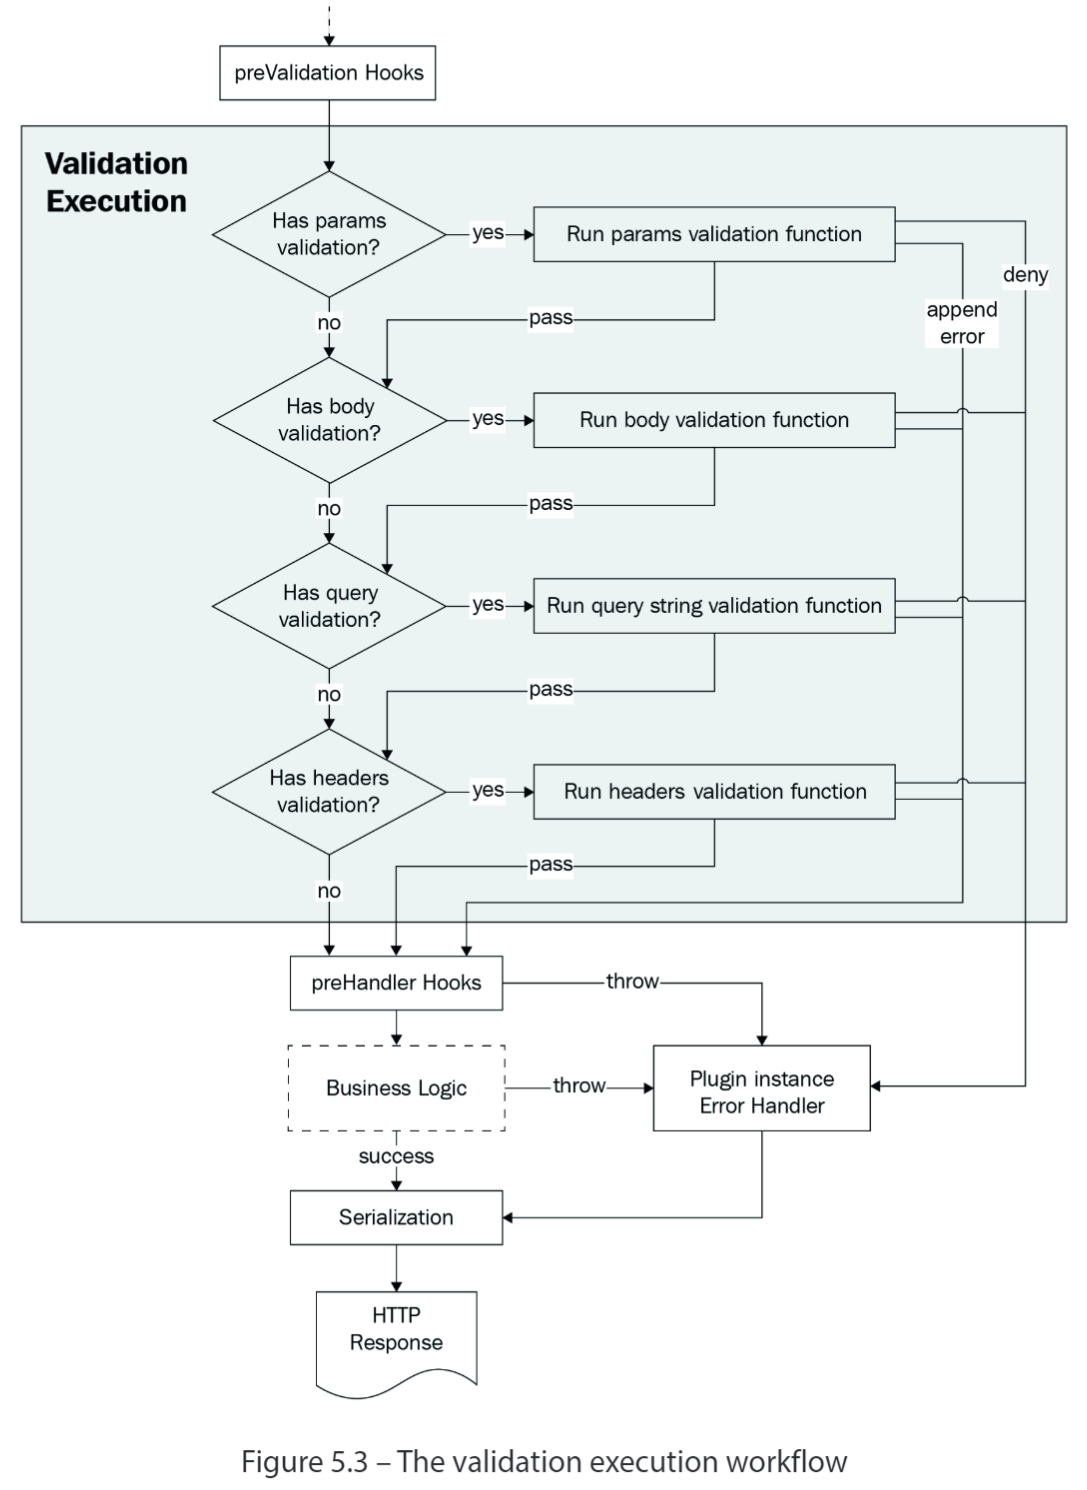 preValidation Hooks
Validation
Execution
Has params
validation?
yes
Run params validation function
deny
append
error
no
pass
Has body
validation?
yes
Run body validation function
no
pass
Has query
validation?
yes
Run query string validation function
no
pass
Has headers
validation?
yes
Run headers validation function
no
pass
preHandler Hooks
throw
Business Logic
throw
Plugin instance
Error Handler
success
Serialization
HTTP
Response
Figure 5.3 – The validation execution workflow